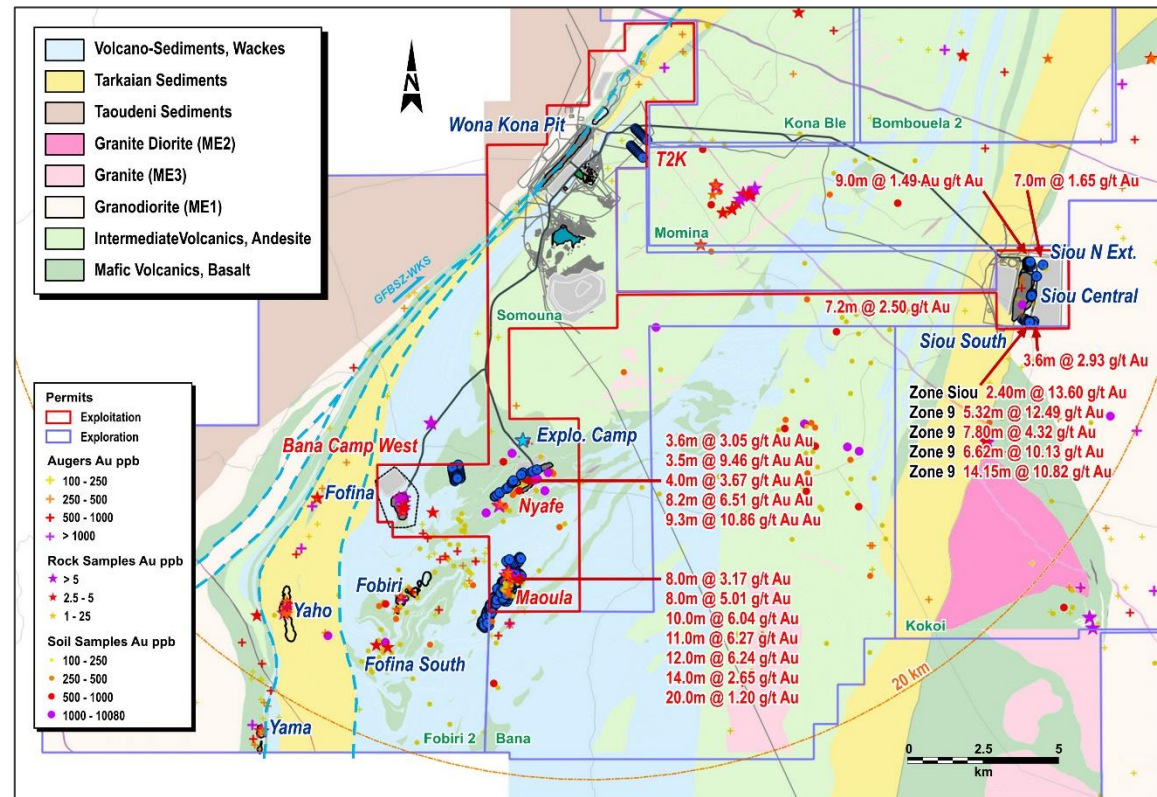 Volcano-Sediments, Wackes
Tarkaian Sediments
Taoudeni Sediments
Granite Diorite (ME2)
Granite (ME3)
Granodiorite (ME1)
IntermediateVolcanics, Andesite
Mafic Volcanics, Basalt
N
Wona Kona Pit
Kona Ble
Bombouela 2
T2K
9.0m @ 1.49 Au g/t Au
7.0m @ 1.65 g/t Au
Momina
Siou N Ext.
GFBSZ-WKS
Siou Central
Somouna
7.2m @ 2.50 g/t Au
Siou South
3.6m @ 2.93 g/t Au
Zone Siou 2.40m @ 13.60 g/t Au
Zone 9 5.32m @ 12.49 g/t Au
Zone 9 7.80m @ 4.32 g/t Au
Zone 9 6.62m @ 10.13 g/t Au
Zone 9 14.15m @ 10.82 g/t Au
Permits
Exploitation
Exploration
Augers Au ppb
100 - 250
250 - 500
500 - 1000
> 1000
Rock Samples Au ppb
> 5
2.5 - 5
1 - 25
Soil Samples Au ppb
100 - 250
250 - 500
500 - 1000
1000 - 10080
Bana Camp West
Explo. Camp
Fofina
Nyafe
3.6m @ 3.05 g/t Au Au
3.5m @ 9.46 g/t Au Au
4.0m @ 3.67 g/t Au Au
8.2m @ 6.51 g/t Au Au
9.3m @ 10.86 g/t Au Au
Fobiri
Maoula
Yaho
Fofina South
8.0m @ 3.17 g/t Au
8.0m @ 5.01 g/t Au
10.0m @ 6.04 g/t Au
11.0m @ 6.27 g/t Au
12.0m @ 6.24 g/t Au
14.0m @ 2.65 g/t Au
20.0m @ 1.20 g/t Au
Kokoi
20 km
Yama
Fobiri 2
Bana
0 2.5 5
km